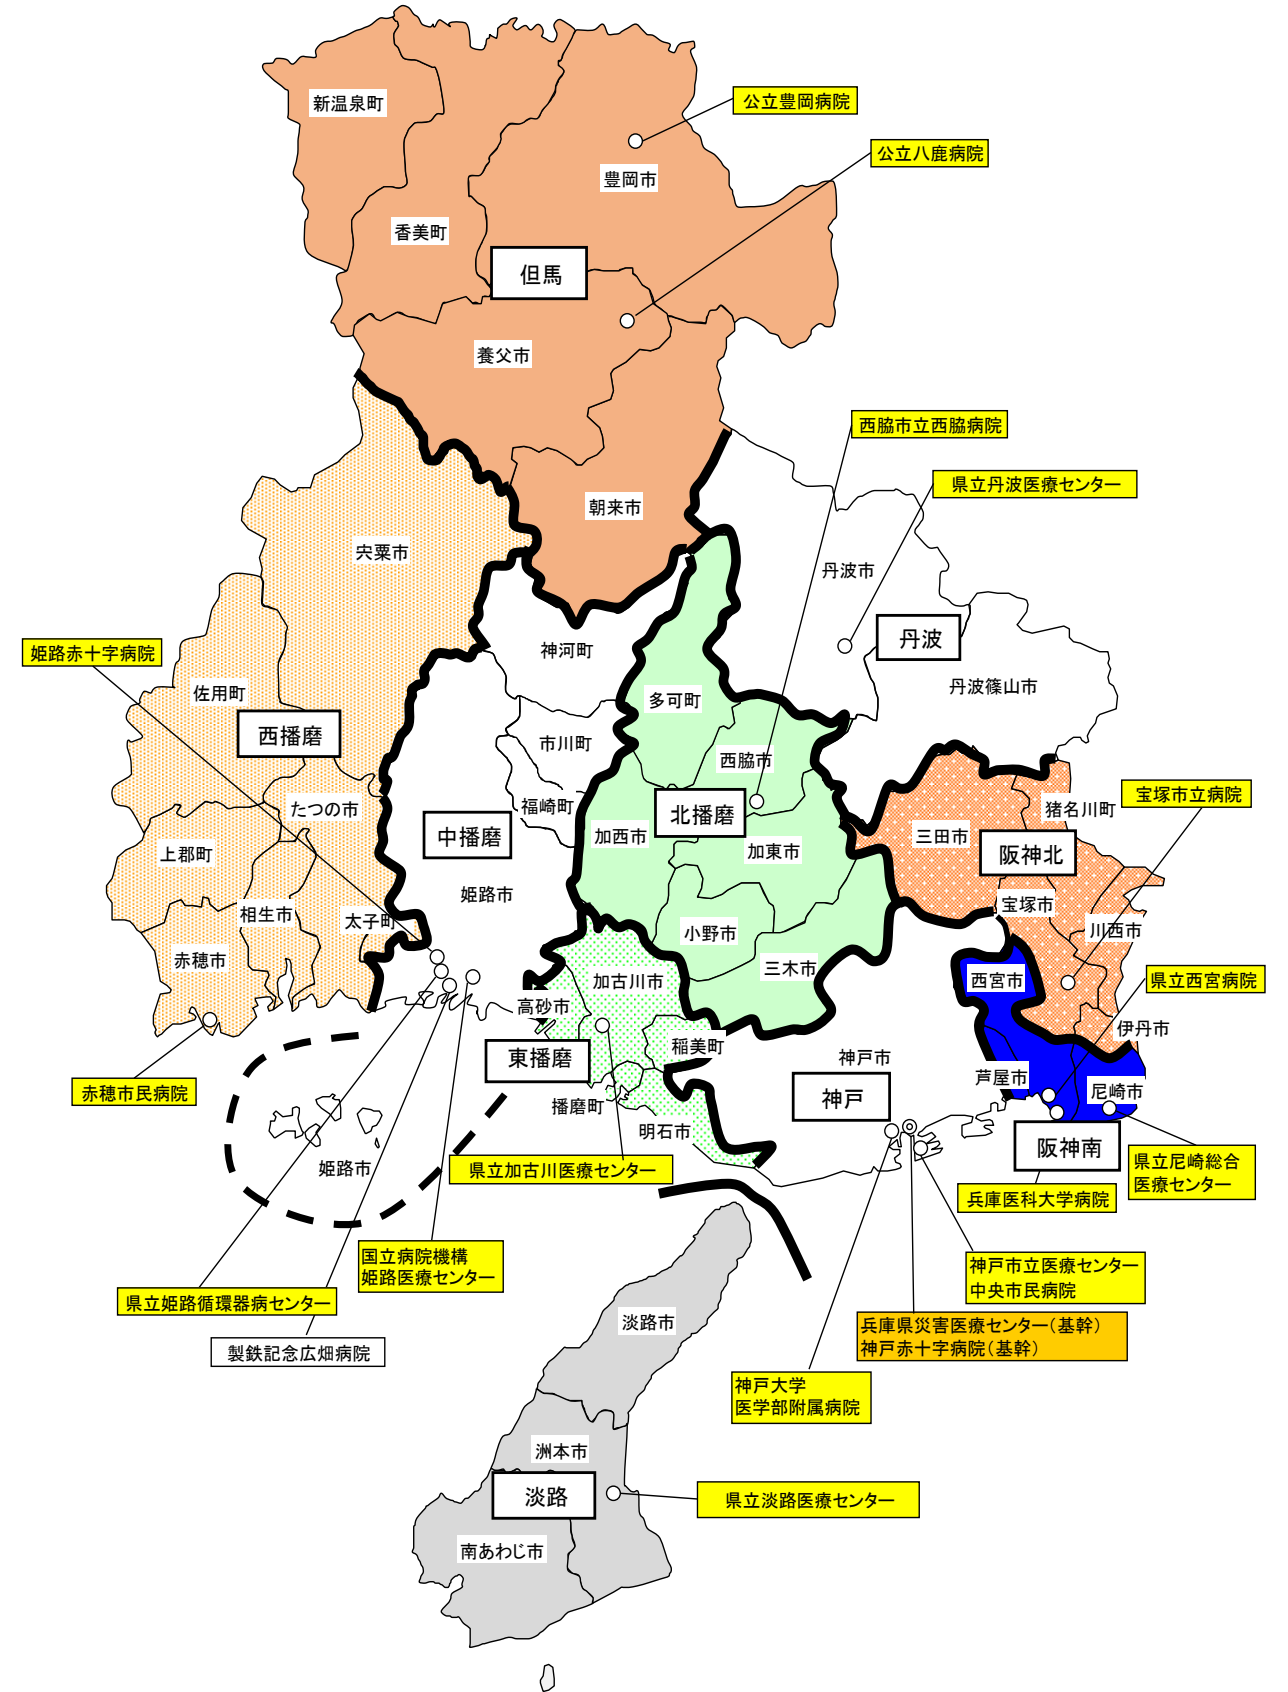 新温泉町
公立豊岡病院
公立八鹿病院
豊岡市
香美町
但馬
養父市
西脇市立西脇病院
県立丹波医療センター
朝来市
宍粟市
丹波市
丹波
姫路赤十字病院
神河町
佐用町
多可町
丹波篠山市
西播磨
市川町
西脇市
宝塚市立病院
たつの市
福崎町
北播磨
猪名川町
中播磨
加西市
加東市
三田市
阪神北
上郡町
姫路市
宝塚市
相生市
太子町
小野市
川西市
赤穂市
三木市
加古川市
西宮市
県立西宮病院
高砂市
稲美町
伊丹市
東播磨
神戸市
芦屋市
赤穂市民病院
播磨町
神戸
尼崎市
明石市
阪神南
姫路市
県立加古川医療センター
県立尼崎総合
医療センター
兵庫医科大学病院
国立病院機構
姫路医療センター
神戸市立医療センター
中央市民病院
県立姫路循環器病センター
淡路市
兵庫県災害医療センター(基幹)
神戸赤十字病院(基幹)
製鉄記念広畑病院
神戸大学
医学部附属病院
洲本市
淡路
県立淡路医療センター
南あわじ市